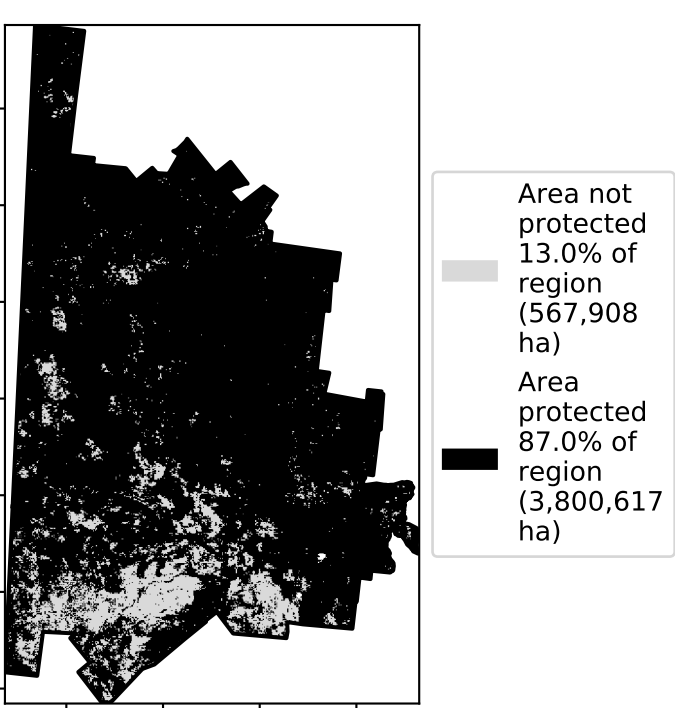 Area not
protected
13.0% of
region
(567,908
ha)
Area
protected
87.0% of
region
(3,800,617
ha)